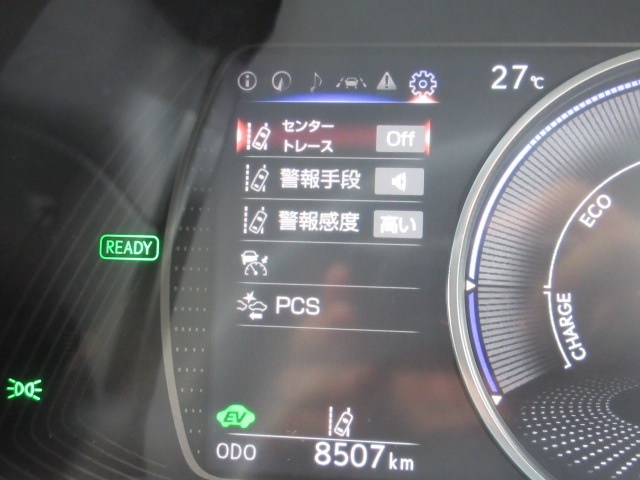 27℃
センター
トレース
Off
警報手段
警報感度
高い
READY
PCS
ECO
CHARGE
EV
ODO 8507km